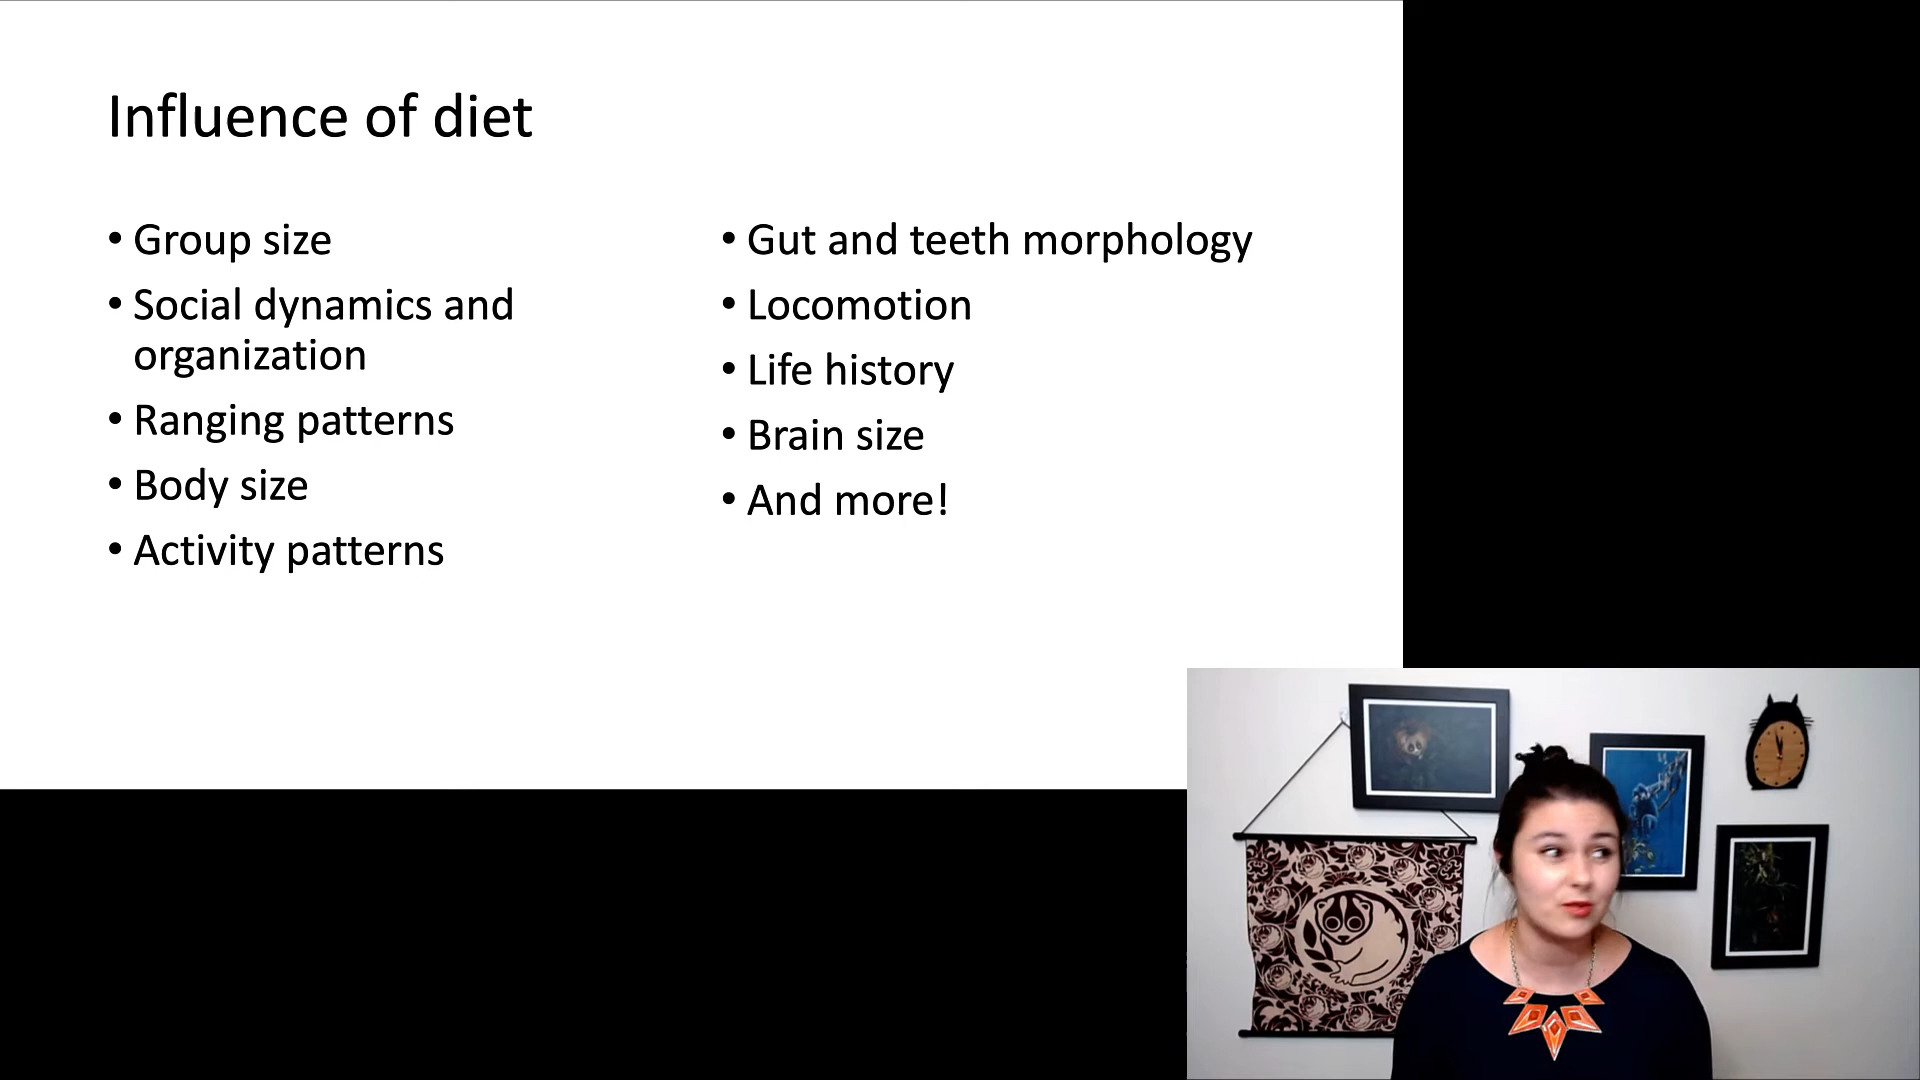 Influence of diet
• Group size
• Social dynamics and
organization
• Ranging patterns
• Body size
• Activity patterns
• Gut and teeth morphology
• Locomotion
• Life history
• Brain size
• And more!